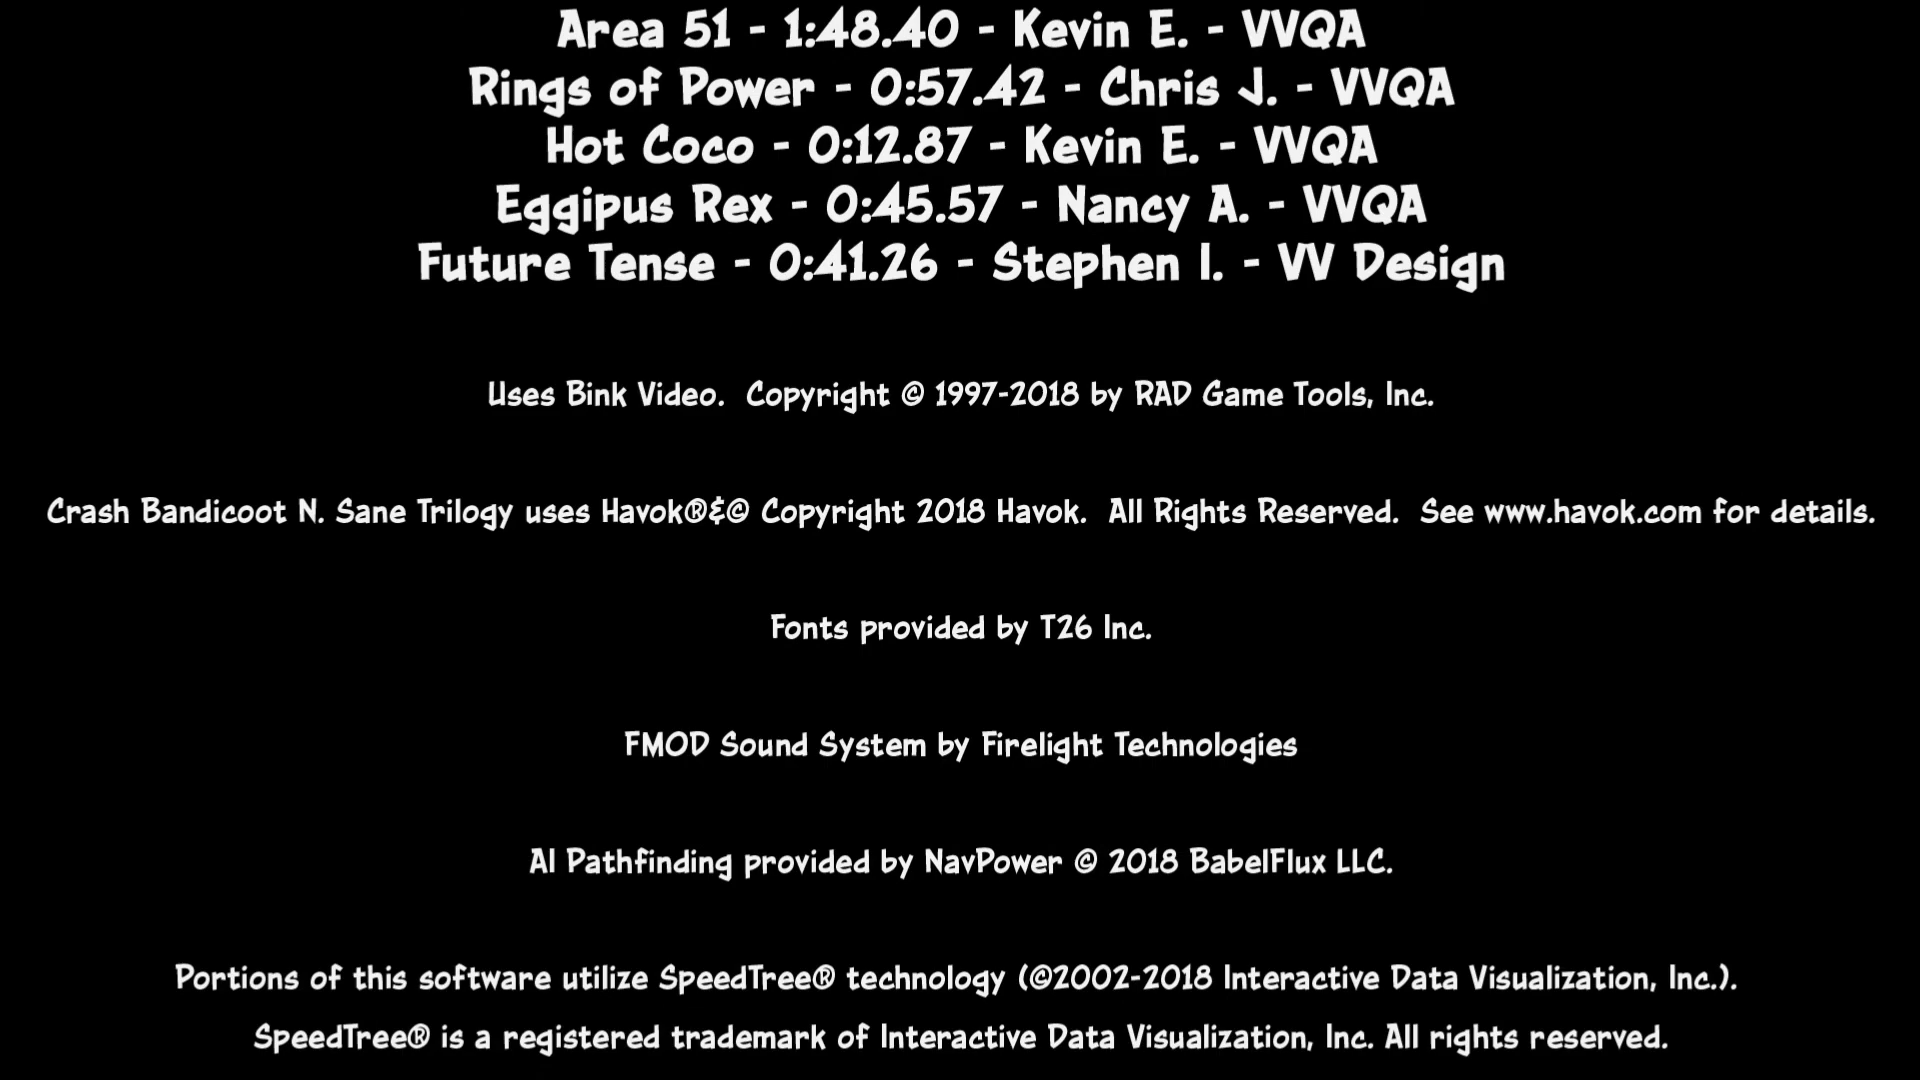 Area 51 - 1:48.40 - Kevin E. - VVQA
Rings of Power - 0:57.42 - Chris J. - VVQA
Hot Coco - 0:12.87 - Kevin E. - VVQA
Eggipus Rex - 0:45.57 - Nancy A. - VVQA
Future Tense - 0:41.26 - Stephen I. - VV Design
Uses Bink Video.  Copyright © 1997-2018 by RAD Game Tools, Inc.
Crash Bandicoot N. Sane Trilogy uses Havok®&© Copyright 2018 Havok.  All Rights Reserved.  See www.havok.com for details.
Fonts provided by T26 Inc.
FMOD Sound System by Firelight Technologies
AI Pathfinding provided by NavPower © 2018 BabelFlux LLC.
Portions of this software utilize SpeedTree® technology (©2002-2018 Interactive Data Visualization, Inc.).
SpeedTree® is a registered trademark of Interactive Data Visualization, Inc. All rights reserved.